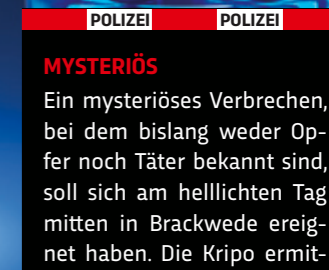 POLIZEI POLIZEI
MYSTERIÖS
Ein mysteriöses Verbrechen,
bei dem bislang weder Op-
fer noch Täter bekannt sind,
soll sich am helllichten Tag
mitten in Brackwede ereig-
net haben. Die Kripo ermit-